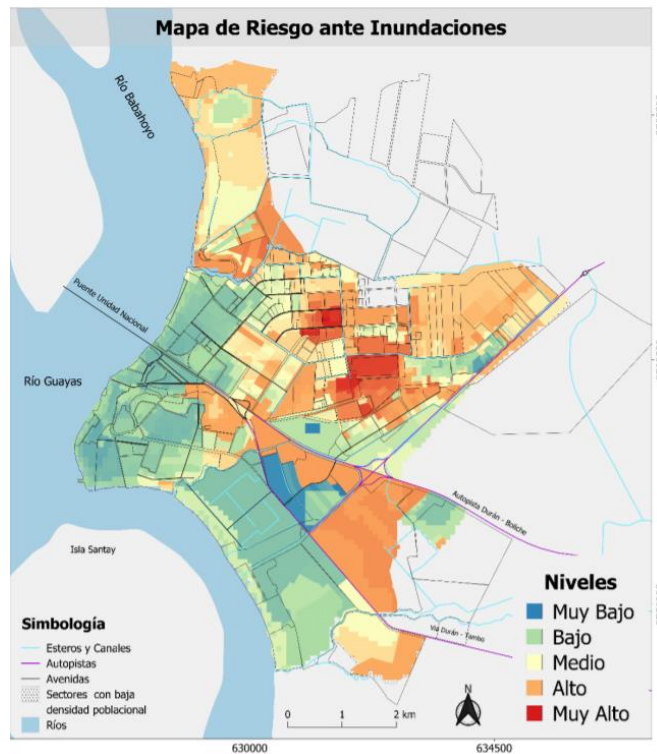 Mapa de Riesgo ante Inundaciones
Río Babahoyo
Puente Unidad Nacional
Río Guayas
Autopista Durán - Boliche
Isla Santay
Vía Durán - Tambo
Simbología
Esteros y Canales
Autopistas
Avenidas
Sectores con baja
densidad poblacional
Ríos
0 1 2 km
N
Niveles
Muy Bajo
Bajo
Medio
Alto
Muy Alto
630000 634500